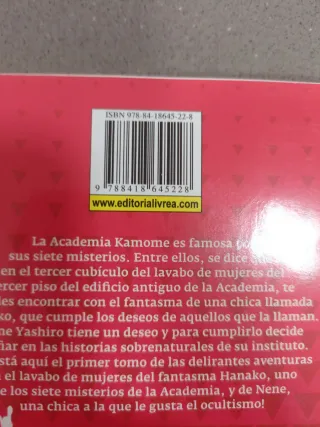 ISBN 978-84-18645-22-8
9 788418 645228
www.editorialivrea.com
La Academia Kamome es famosa
sus siete misterios. Entre ellos, se dice
en el tercer cubículo del lavabo de mujeres del
tercer piso del edificio antiguo de la Academia, te
des encontrar con el fantasma de una chica llamada
ko, que cumple los deseos de aquellos que la llaman.
ne Yashiro tiene un deseo y para cumplirlo decide
ñar en las historias sobrenaturales de su instituto.
stá aquí el primer tomo de las delirantes aventuras
el lavabo de mujeres del fantasma Hanako, uno
e los siete misterios de la Academia, y de Nene,
una chica a la que le gusta el ocultismo!